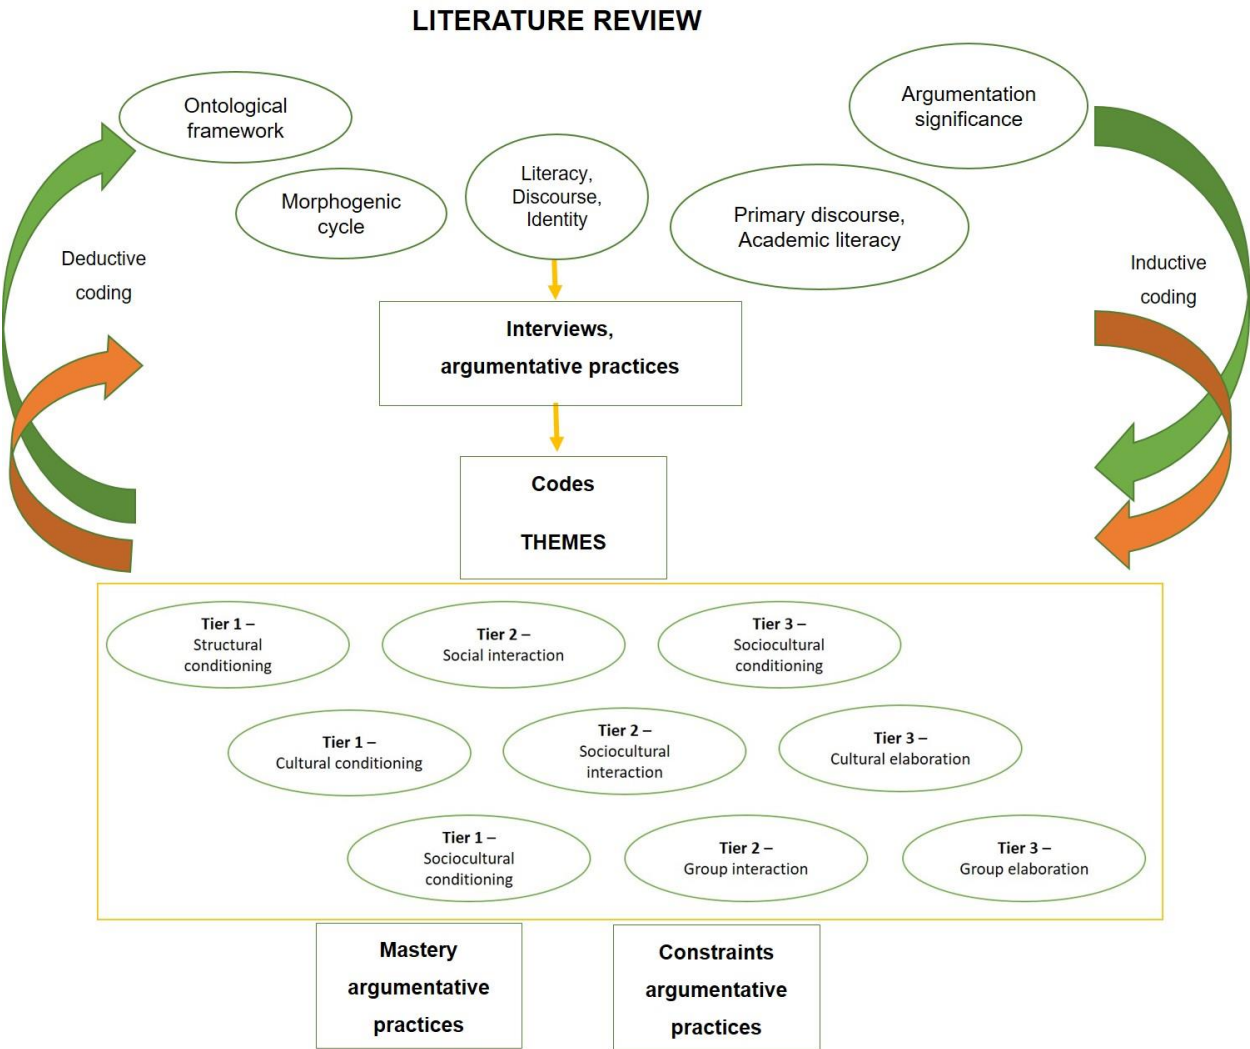 LITERATURE REVIEW
Ontological
framework
Morphogenic
cycle
Literacy,
Discourse,
Identity
Primary discourse,
Academic literacy
Argumentation
significance
Deductive
coding
Inductive
coding
Interviews,
argumentative practices
Codes
THEMES
Tier 1 –
Structural
conditioning
Tier 2 –
Social interaction
Tier 3 –
Sociocultural
conditioning
Tier 1 –
Cultural conditioning
Tier 2 –
Sociocultural
interaction
Tier 3 –
Cultural elaboration
Tier 1 –
Sociocultural
conditioning
Tier 2 –
Group interaction
Tier 3 –
Group elaboration
Mastery
argumentative
practices
Constraints
argumentative
practices